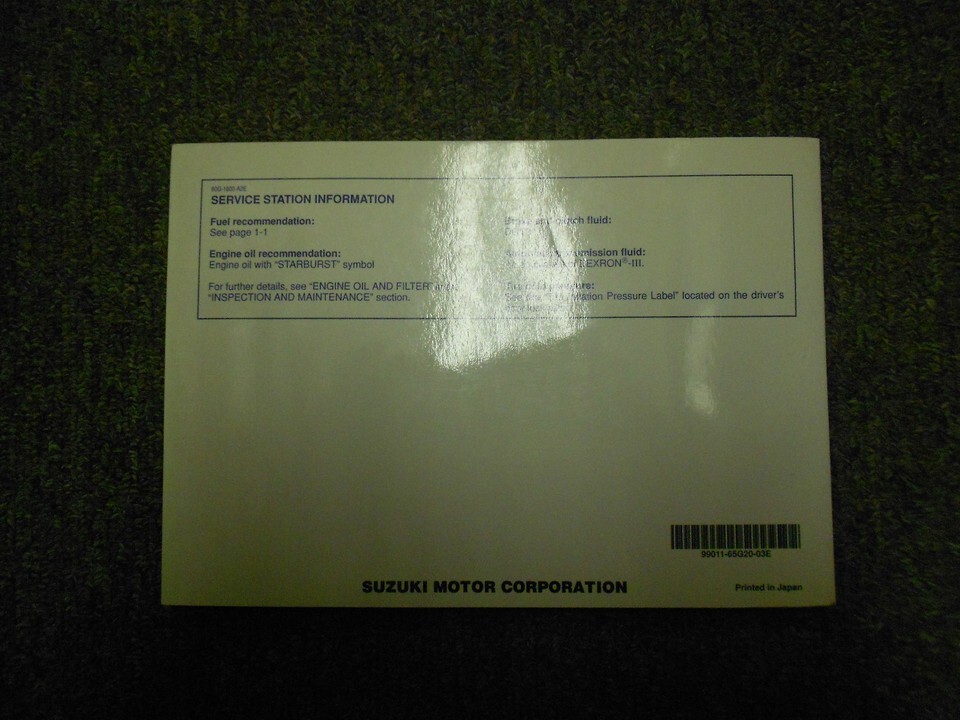 SERVICE STATION INFORMATION
Fuel recommendation:
See page 1-1
Engine oil recommendation:
Engine oil with “STARBURST” symbol
For further details, see “ENGINE OIL AND FILTER”
“INSPECTION AND MAINTENANCE” section.
fluid:
fluid:
EXRON®-III.
Pressure Label” located on the driver’s
99011-65G20-03E
SUZUKI MOTOR CORPORATION
Printed in Japan